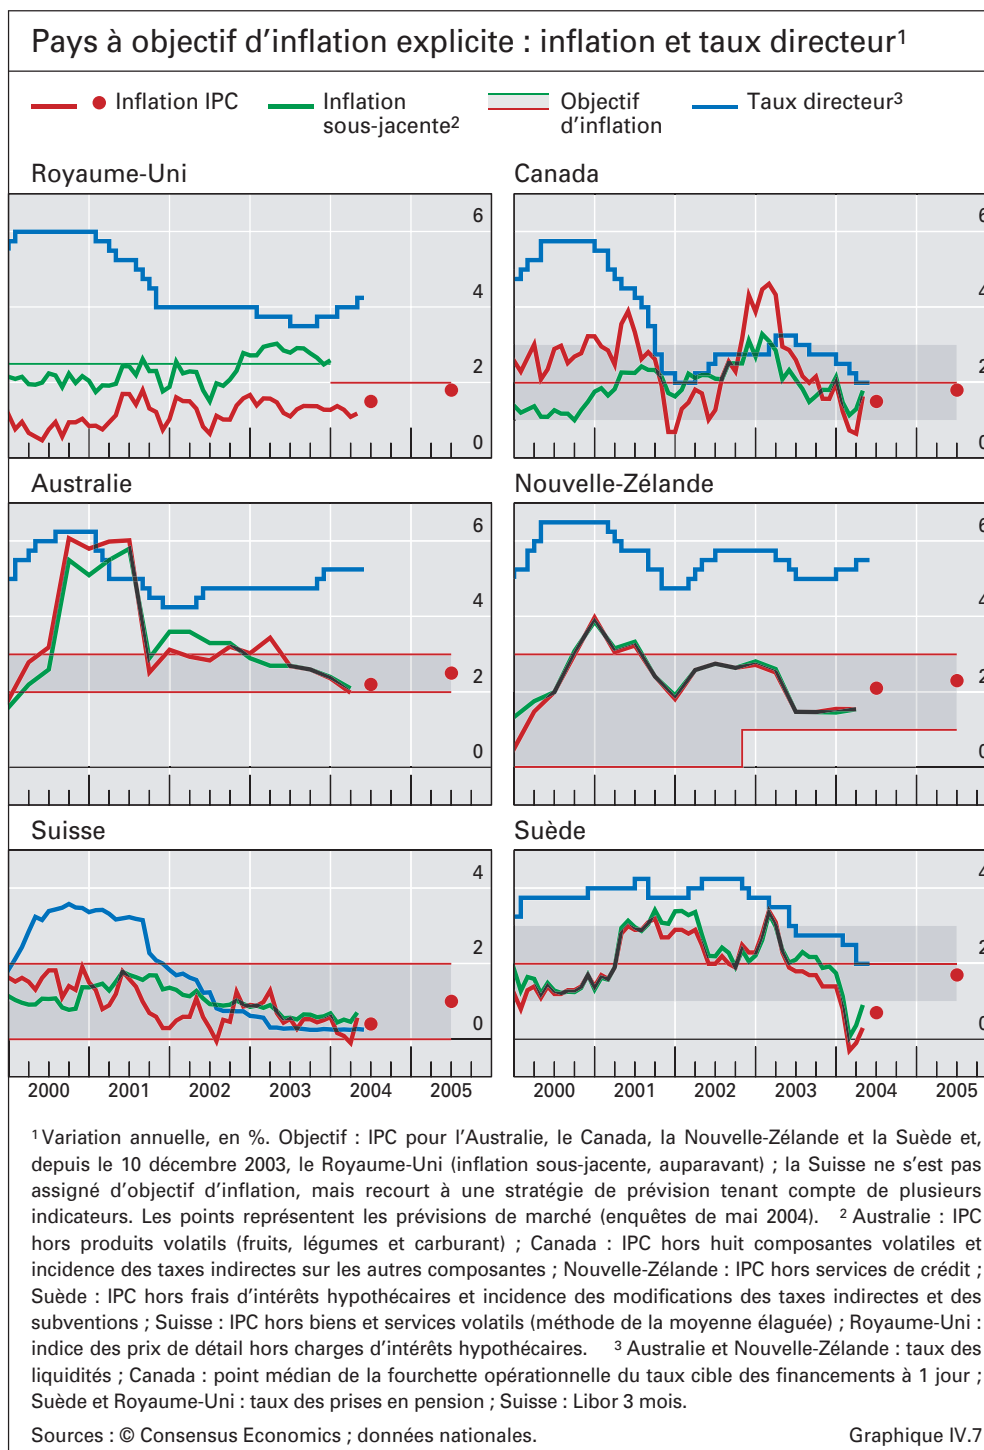 Pays à objectif d’inflation explicite : inflation et taux directeur¹
Inflation IPC
Inflation sous-jacente²
Objectif d’inflation
Taux directeur³
Royaume-Uni
6
4
2
0
Canada
6
4
2
0
Australie
6
4
2
0
Nouvelle-Zélande
6
4
2
0
Suisse
4
2
0
2000 2001 2002 2003 2004 2005
Suède
4
2
0
2000 2001 2002 2003 2004 2005
¹ Variation annuelle, en %. Objectif : IPC pour l’Australie, le Canada, la Nouvelle-Zélande et la Suède et,
depuis le 10 décembre 2003, le Royaume-Uni (inflation sous-jacente, auparavant) ; la Suisse ne s’est pas
assigné d’objectif d’inflation, mais recourt à une stratégie de prévision tenant compte de plusieurs
indicateurs. Les points représentent les prévisions de marché (enquêtes de mai 2004). ² Australie : IPC
hors produits volatils (fruits, légumes et carburant) ; Canada : IPC hors huit composantes volatiles et
incidence des taxes indirectes sur les autres composantes ; Nouvelle-Zélande : IPC hors services de crédit ;
Suède : IPC hors frais d’intérêts hypothécaires et incidence des modifications des taxes indirectes et des
subventions ; Suisse : IPC hors biens et services volatils (méthode de la moyenne élaguée) ; Royaume-Uni :
indice des prix de détail hors charges d’intérêts hypothécaires. ³ Australie et Nouvelle-Zélande : taux des
liquidités ; Canada : point médian de la fourchette opérationnelle du taux cible des financements à 1 jour ;
Suède et Royaume-Uni : taux des prises en pension ; Suisse : Libor 3 mois.
Sources : © Consensus Economics ; données nationales.
Graphique IV.7